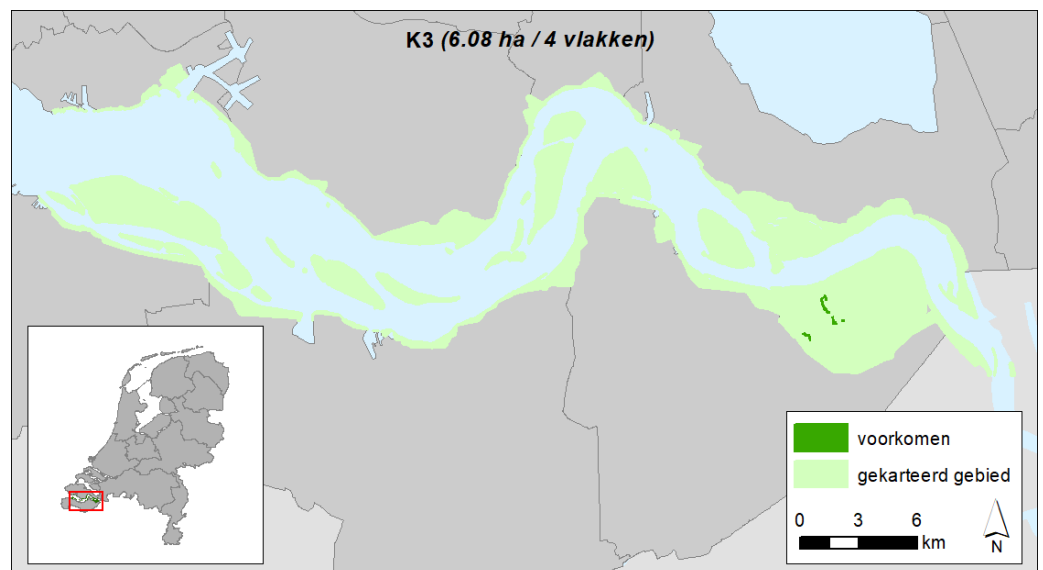 K3 (6.08 ha / 4 vlakken)
voorkomen
gekarteerd gebied
0 3 6
km
N